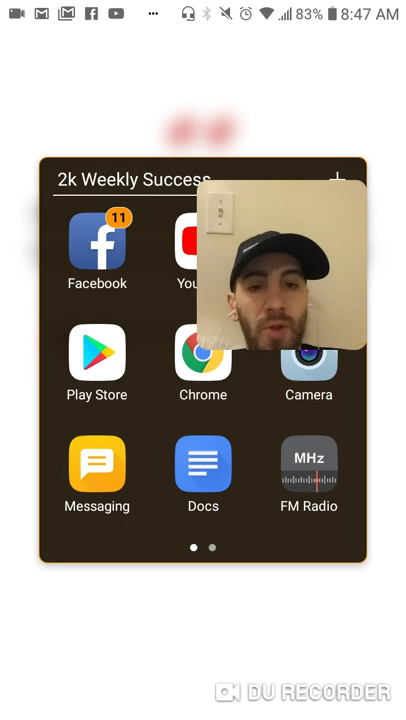 83% 8:47 AM
2k Weekly Success
11
Facebook
You
Play Store
Chrome
Camera
MHz
Messaging
Docs
FM Radio
DU RECORDER